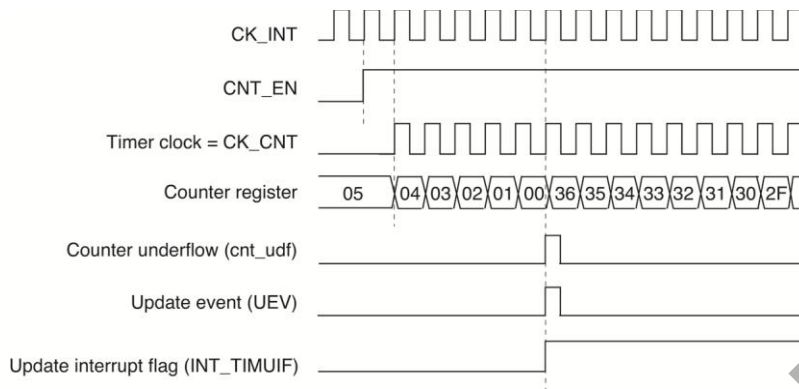 CK_INT
CNT_EN
Timer clock = CK_CNT
Counter register 05 04 03 02 01 00 36 35 34 33 32 31 30 2F
Counter underflow (cnt_udf)
Update event (UEV)
Update interrupt flag (INT_TIMUIF)